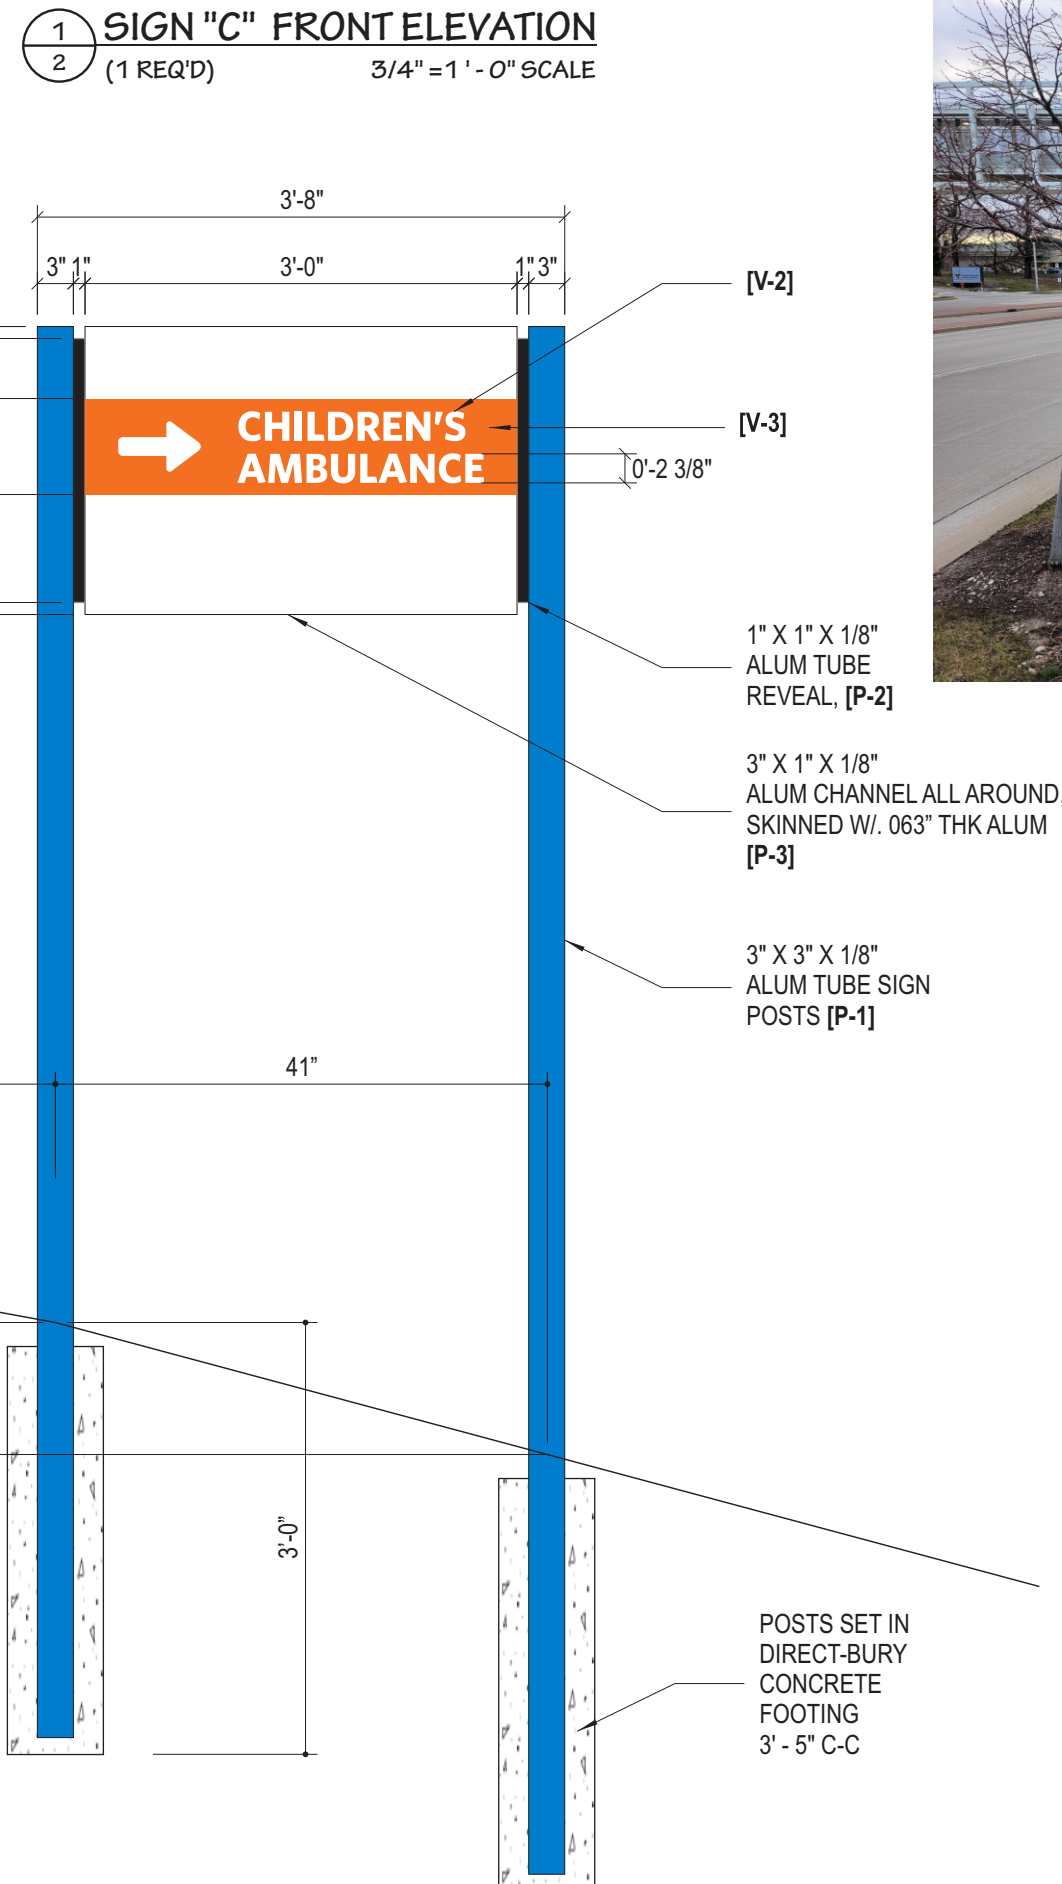 1
2
SIGN "C" FRONT ELEVATION
(1 REQ'D) 3/4" = 1' - 0" SCALE
3'-8"
3" 1" 3'-0" 1" 3"
[V-2]
CHILDREN'S
AMBULANCE
[V-3]
0'-2 3/8"
1" X 1" X 1/8"
ALUM TUBE
REVEAL, [P-2]
3" X 1" X 1/8"
ALUM CHANNEL ALL AROUND,
SKINNED W/. 063” THK ALUM
[P-3]
3" X 3" X 1/8"
ALUM TUBE SIGN
POSTS [P-1]
41”
3'-0”
POSTS SET IN
DIRECT-BURY
CONCRETE
FOOTING
3' - 5" C-C